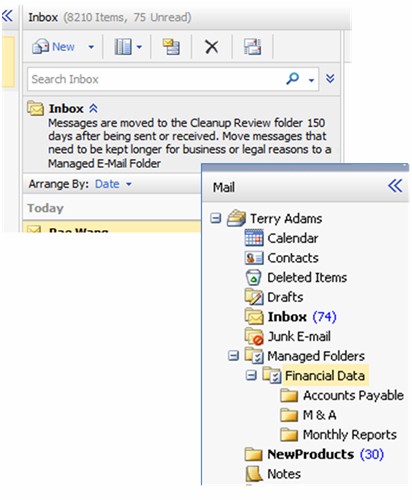 Inbox (8210 Items, 75 Unread)
New
Search Inbox
Inbox
Messages are moved to the Cleanup Review folder 150
days after being sent or received. Move messages that
need to be kept longer for business or legal reasons to a
Managed E-Mail Folder
Arrange By: Date
Today
Rae Wang
Mail
Terry Adams
Calendar
Contacts
Deleted Items
Drafts
Inbox (74)
Junk E-mail
Managed Folders
Financial Data
Accounts Payable
M & A
Monthly Reports
NewProducts (30)
Notes